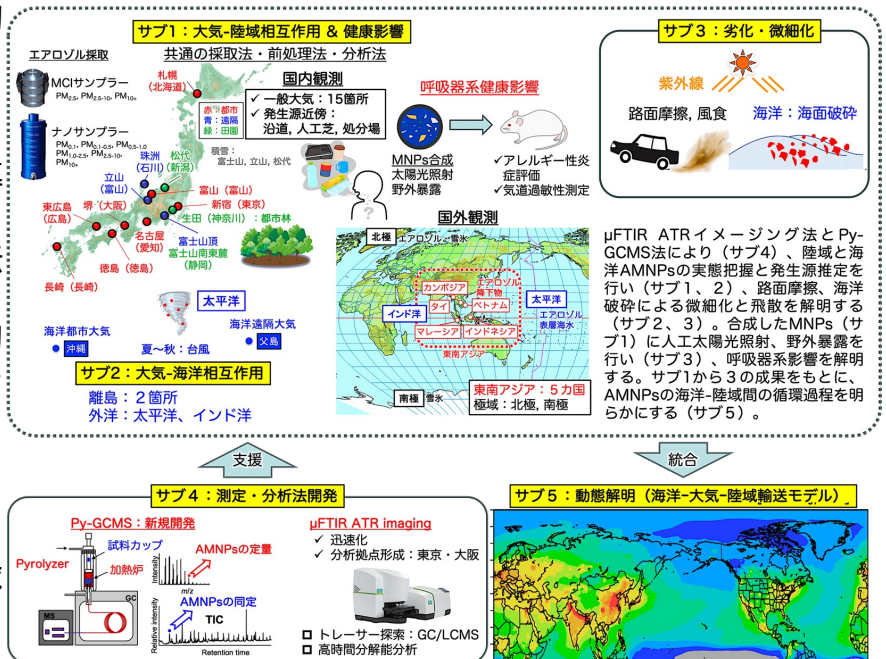 サブ1：大気-陸域相互作用 & 健康影響
エアロゾル採取
共通の採取法・前処理法・分析法
MCIサンプラー
PM2.5, PM2.5-10, PM10+
ナノサンプラー
PM0.1, PM0.1-0.5, PM0.5-1.0
PM1.0-2.5, PM2.5-10,
PM10+
札幌
（北海道）
国内観測
赤：都市
青：遠隔
緑：田園
✓ 一般大気：15箇所
✓ 発生源近傍：
沿道, 人工芝, 処分場
積雪：
富士山, 立山, 松代
珠洲
（石川）
松代
（新潟）
立山
（富山）
富山（富山）
東広島
（広島）
堺（大阪）
新宿（東京）
生田（神奈川）：都市林
名古屋
（愛知）
富士山頂
富士山南東麓
（静岡）
徳島（徳島）
長崎（長崎）
太平洋
海洋都市大気
沖縄
夏〜秋：台風
海洋遠隔大気
父島
サブ2：大気-海洋相互作用
離島：２箇所
外洋：太平洋、インド洋
呼吸器系健康影響
MNPs合成
太陽光照射
野外暴露
✓アレルギー性炎
症評価
✓気道過敏性測定
?
国外観測
北極
エアロゾル・雪氷
カンボジア
エアロゾル
降下物
タイ
ベトナム
太平洋
インド洋
エアロゾル
表層海水
マレーシア
インドネシア
東南アジア
南極
雪氷
東南アジア：５カ国
極域：北極, 南極
サブ３：劣化・微細化
紫外線
路面摩擦, 風食
海洋：海面破砕
μFTIR ATRイメージング法とPy-
GCMS法により（サブ4）、陸域と海
洋AMNPsの実態把握と発生源推定を
行い（サブ1、2）、路面摩擦、海洋
破砕による微細化と飛散を解明する
（サブ2、3）。合成したMNPs（サ
ブ1）に人工太陽光照射、野外暴露を
行い（サブ3）、呼吸器系影響を解明
する。サブ1から３の成果をもとに、
AMNPsの海洋-陸域間の循環過程を明
らかにする（サブ5）。
支援
統合
サブ４：測定・分析法開発
Py-GCMS：新規開発
試料カップ
Pyrolyzer
加熱炉
GC
MS
AMNPsの定量
Intensity
m/z
AMNPsの同定
TIC
Relative intensity
Retention time
μFTIR ATR imaging
✓ 迅速化
✓ 分析拠点形成：東京・大阪
□ トレーサー探索：GC/LCMS
□ 高時間分解能分析
サブ５：動態解明（海洋−大気−陸域輸送モデル）